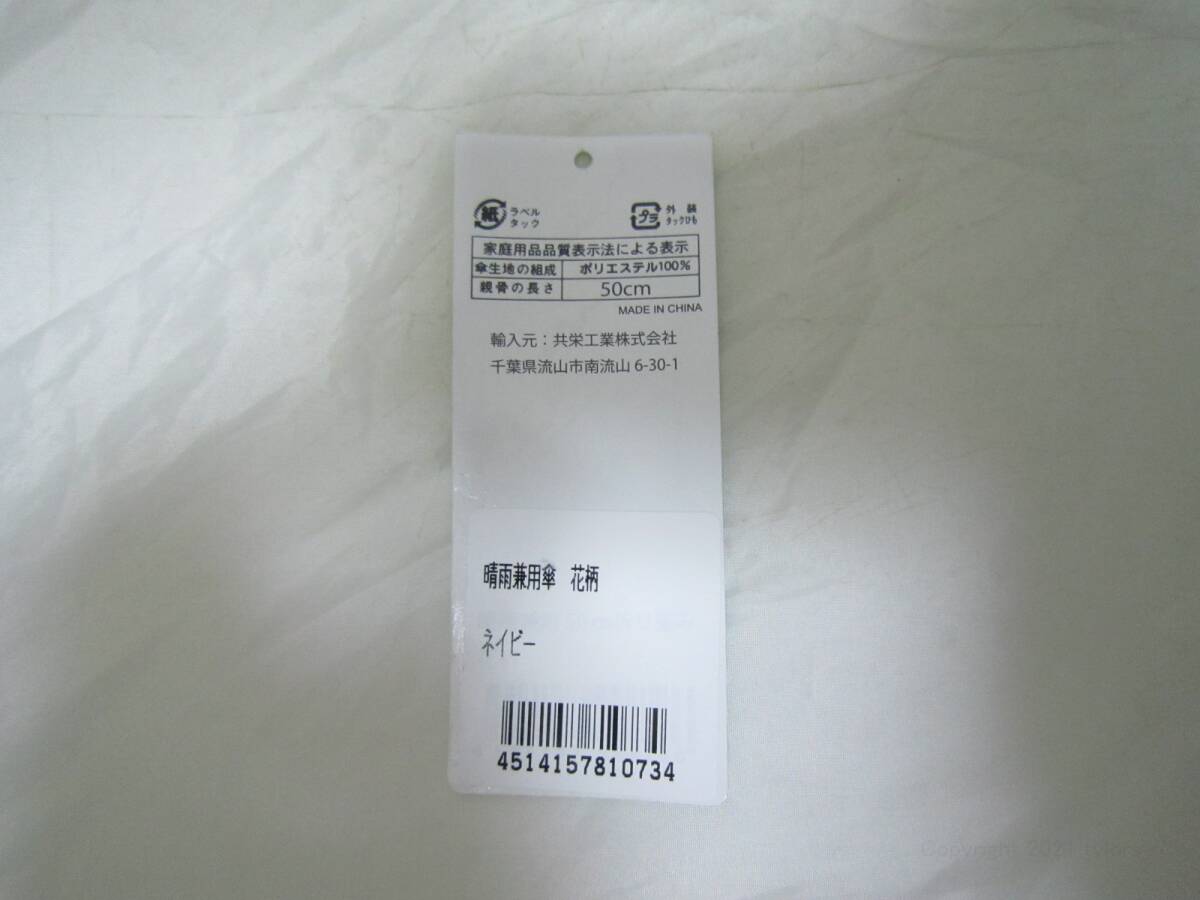 紙 ラベル
タック
プラ 外装
タックひも
家庭用品品質表示法による表示
傘生地の組成 ポリエステル100%
親骨の長さ 50cm
MADE IN CHINA
輸入元：共栄工業株式会社
千葉県流山市南流山 6-30-1
晴雨兼用傘 花柄
ネイビー
4514157810734